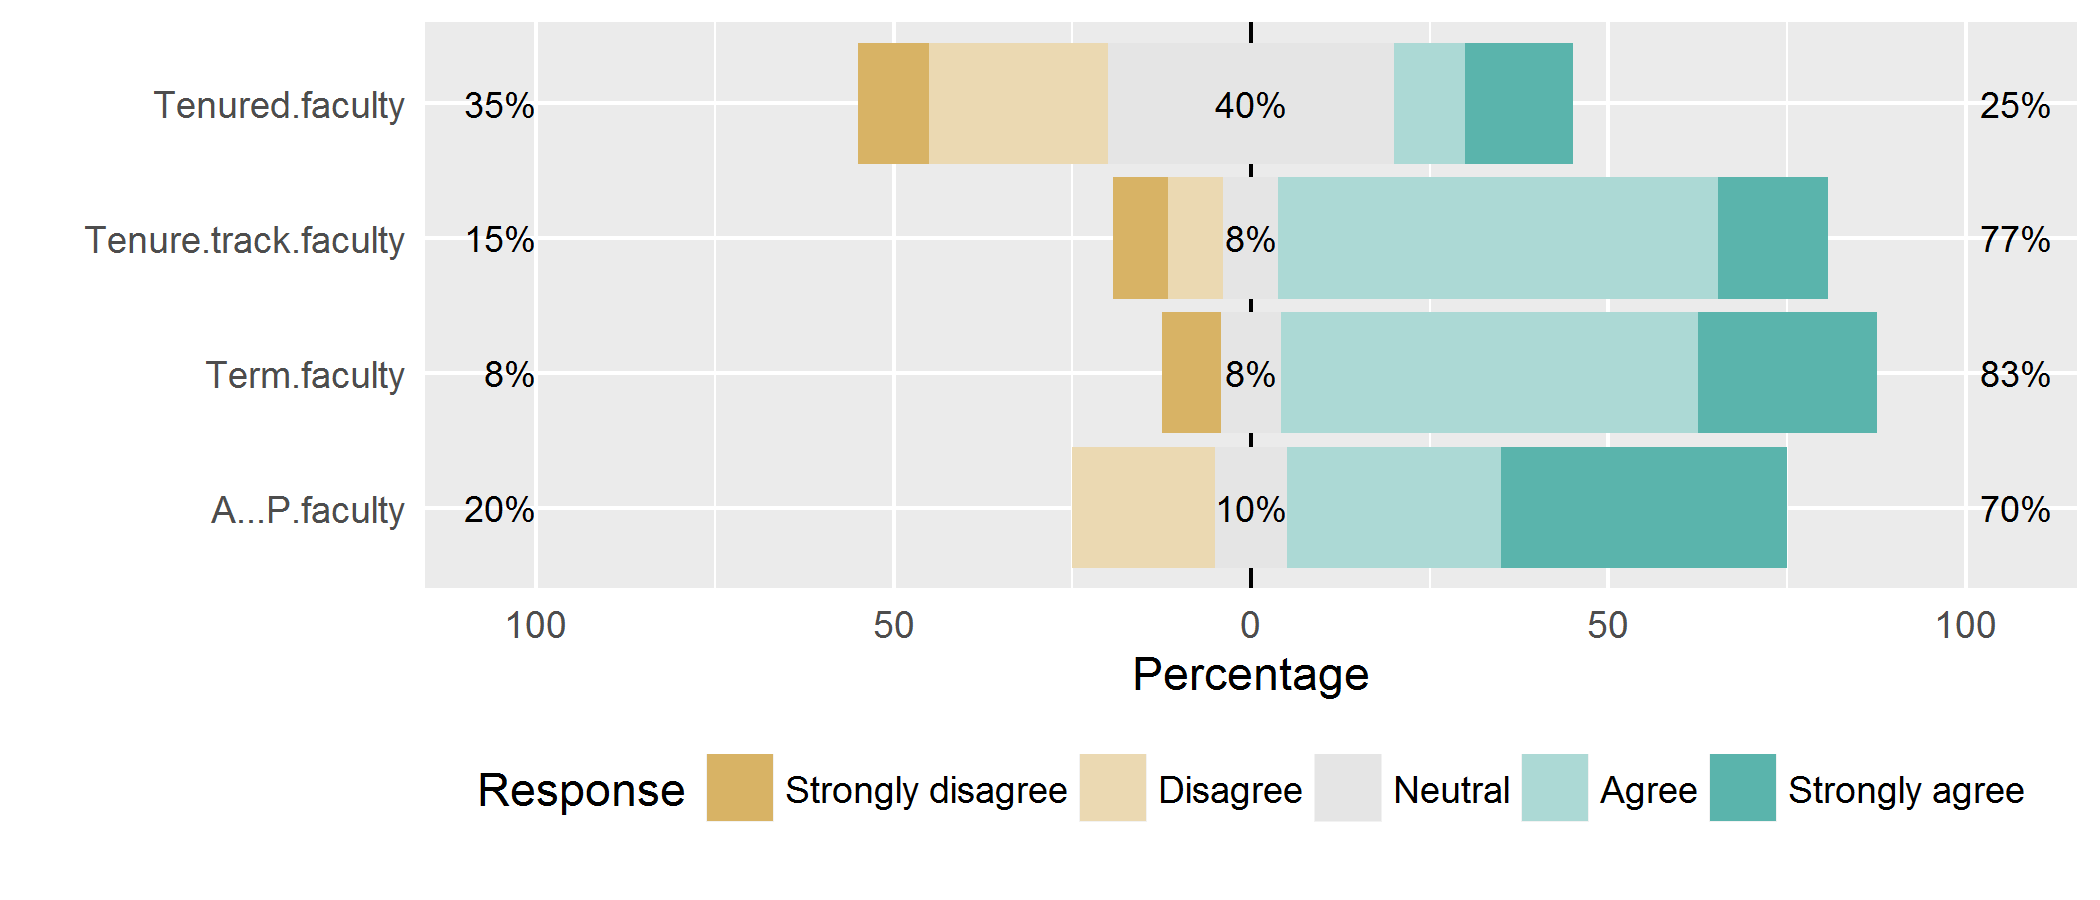 Tenured.faculty 35% 40% 25%
Tenure.track.faculty 15% 8% 77%
Term.faculty 8% 8% 83%
A...P.faculty 20% 10% 70%
100 50 0 50 100
Percentage
Response Strongly disagree Disagree Neutral Agree Strongly agree